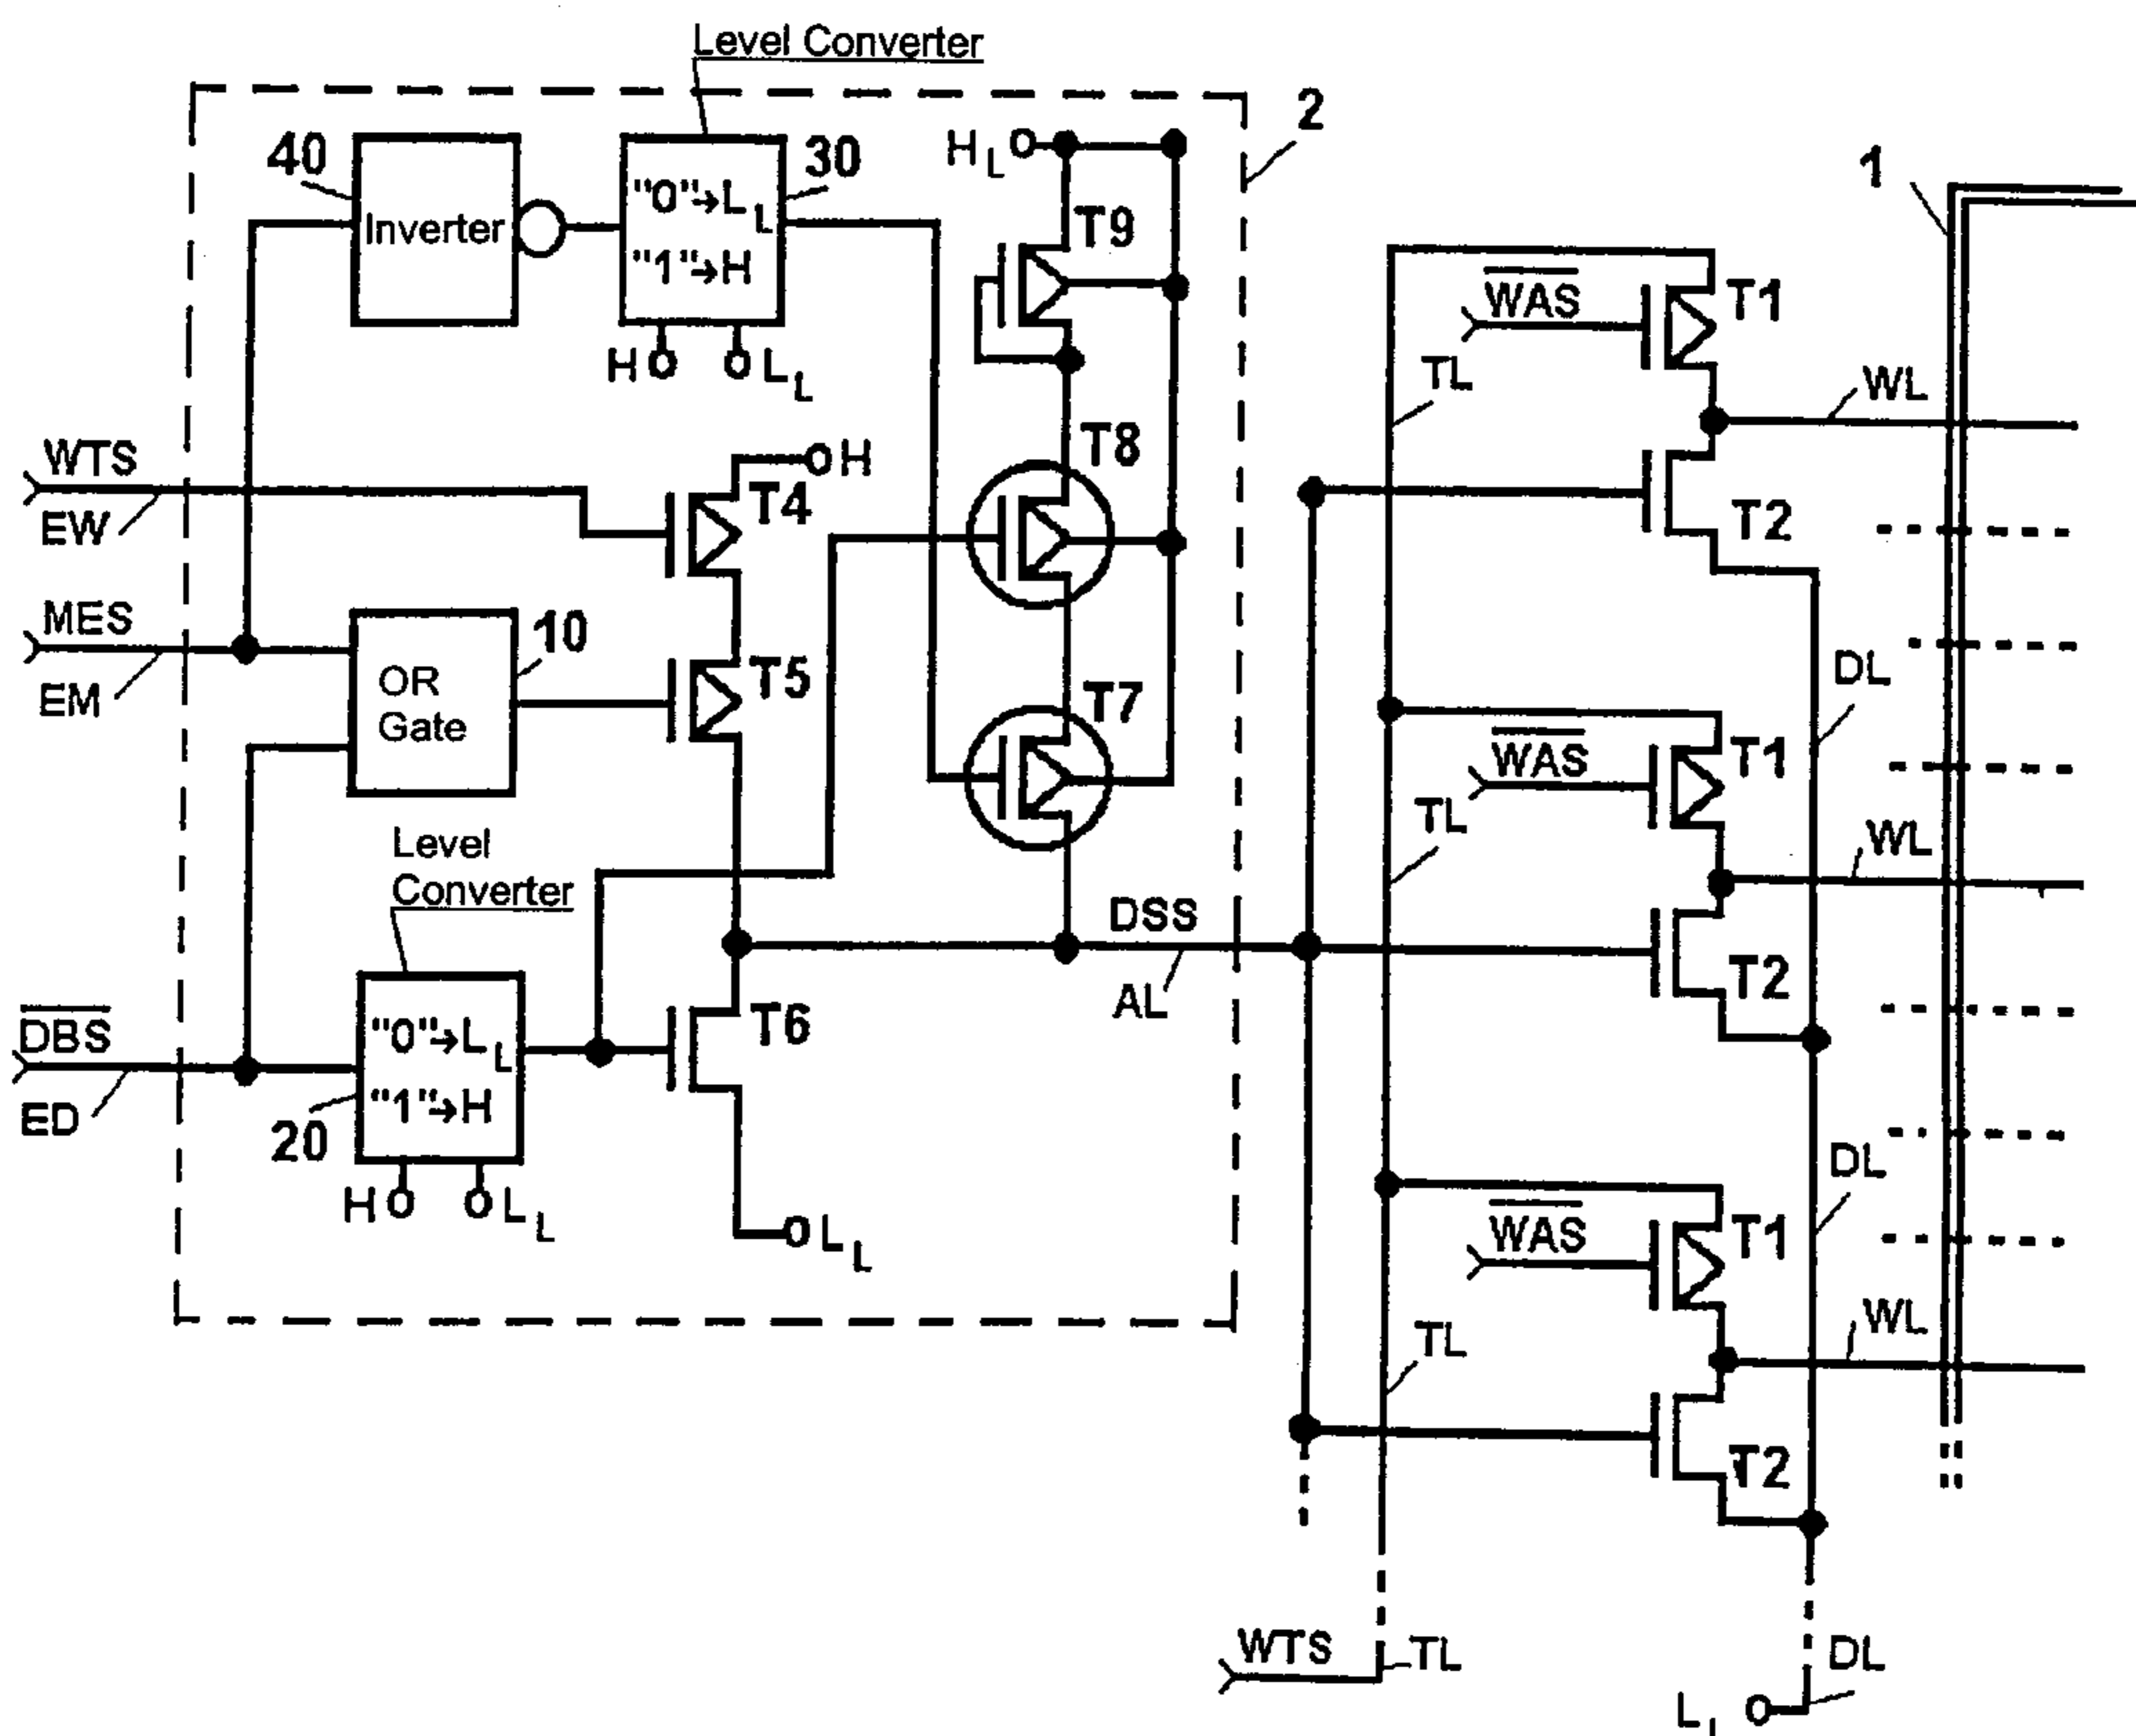 Level Converter
40
Inverter
"0"→L_L
"1"→H
30
H L_L
H_L
2
T9
T8
T7
1
WTS
EW
H
T4
MES
EM
OR
Gate
10
T5
Level
Converter
DBS
ED
"0"→L_L
"1"→H
20
H L_L
T6
L_L
DSS
AL
WAS
T1
TL
WL
T2
DL
WAS
T1
TL
WL
T2
DL
WAS
T1
TL
WL
T2
WTS
TL
DL
L_L